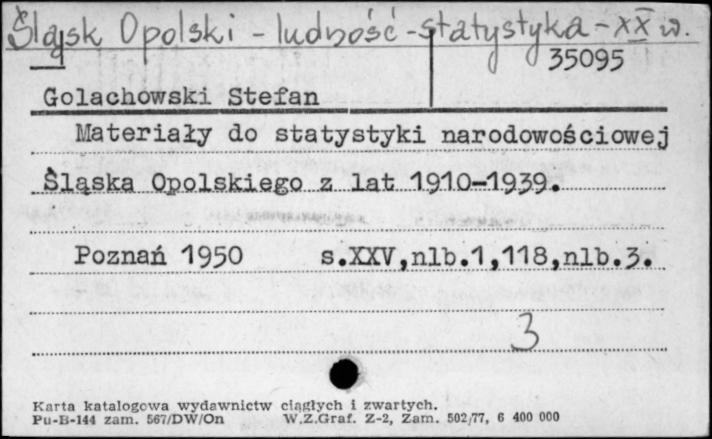 Śląsk Opolski - ludność - statystyka - XX w.
35095
Golachowski Stefan
Materiały do statystyki narodowościowej
Śląska Opolskiego z lat 1910-1939.
Poznań 1950 s.XXV,nlb.1,118,nlb.3.
3
Karta katalogowa wydawnictw ciągłych i zwartych.
Pu-B-144 zam. 567/DW/On W.Z.Graf. Z-2, Zam. 502/77, 6 400 000